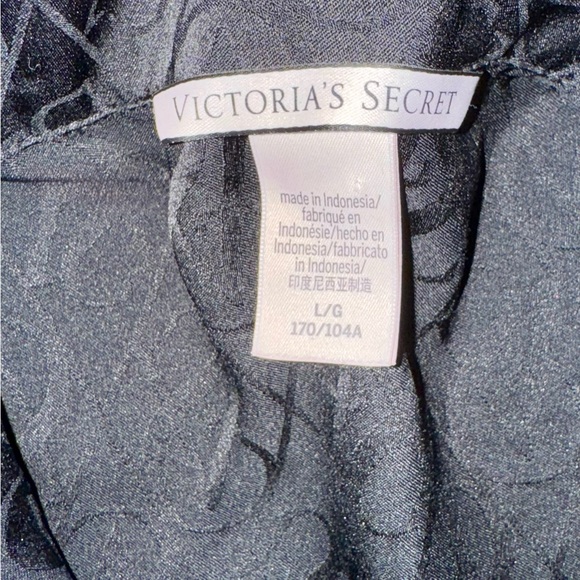 VICTORIA'S SECRET
made in Indonesia/
fabriqué en
Indonésie/hecho en
Indonesia/fabbricato
in Indonesia/
印度尼西亚制造
L/G
170/104A